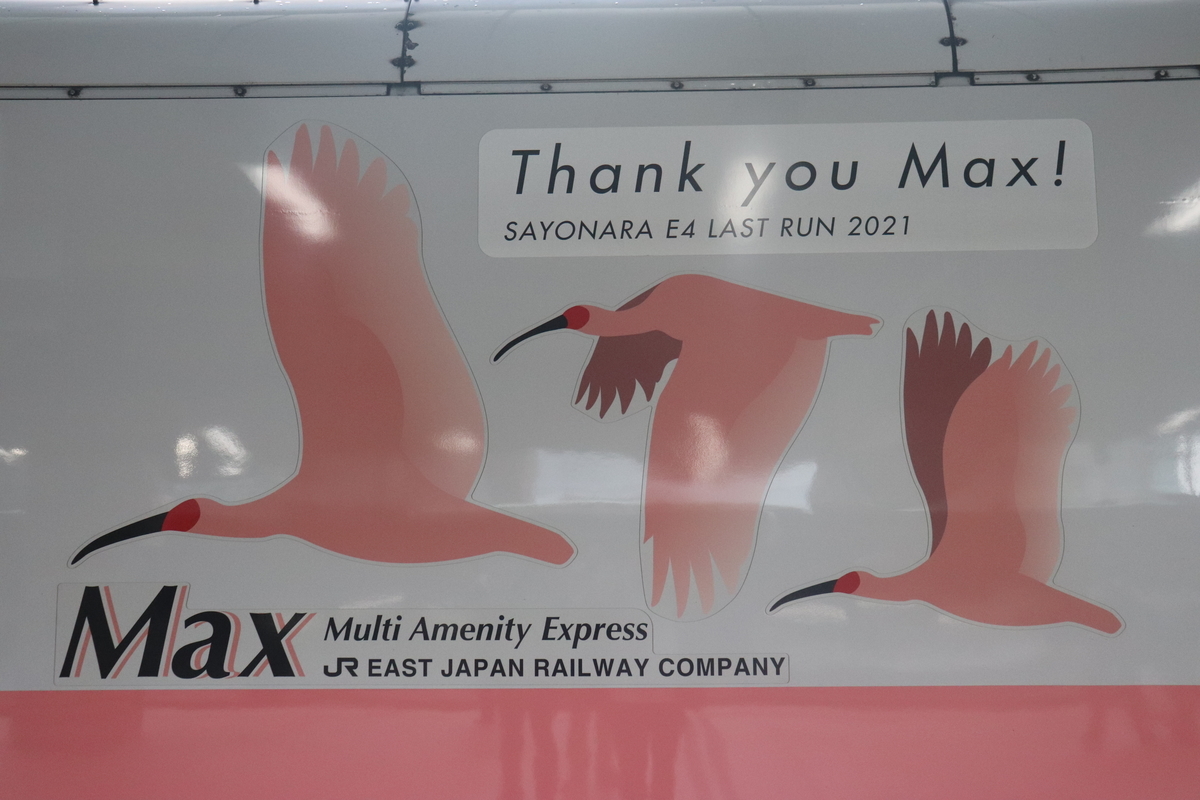 Thank you Max!
SAYONARA E4 LAST RUN 2021
Max Multi Amenity Express
JR EAST JAPAN RAILWAY COMPANY